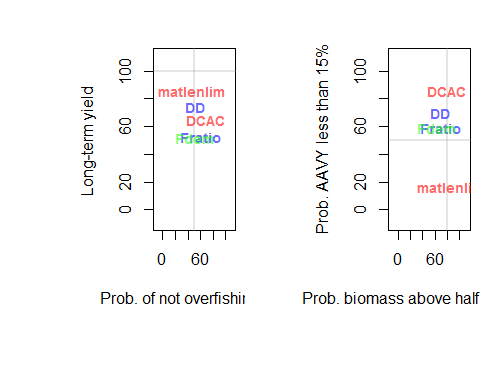 Long-term yield
100
60
20
0
matlenlim
DD
DCAC
Fratio
0 60
Prob. of not overfishin
Prob. AAVY less than 15%
100
60
20
0
DCAC
DD
Fratio
matlenli
0 60
Prob. biomass above half